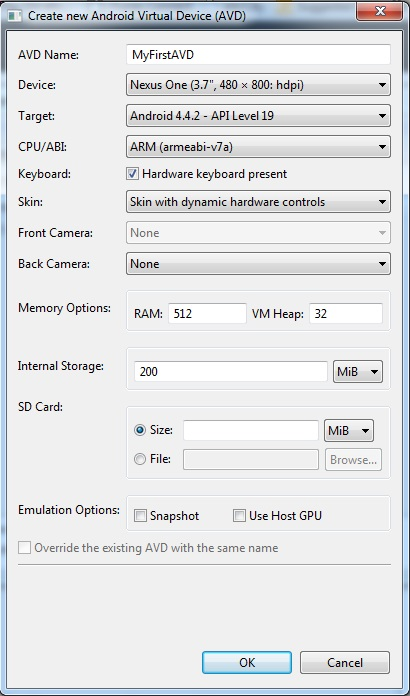 Create new Android Virtual Device (AVD)
AVD Name: MyFirstAVD
Device: Nexus One (3.7", 480 × 800: hdpi)
Target: Android 4.4.2 - API Level 19
CPU/ABI: ARM (armeabi-v7a)
Keyboard: Hardware keyboard present
Skin: Skin with dynamic hardware controls
Front Camera: None
Back Camera: None
Memory Options: RAM: 512 VM Heap: 32
Internal Storage: 200 MiB
SD Card:
Size: MiB
File: Browse...
Emulation Options: Snapshot Use Host GPU
Override the existing AVD with the same name
OK Cancel